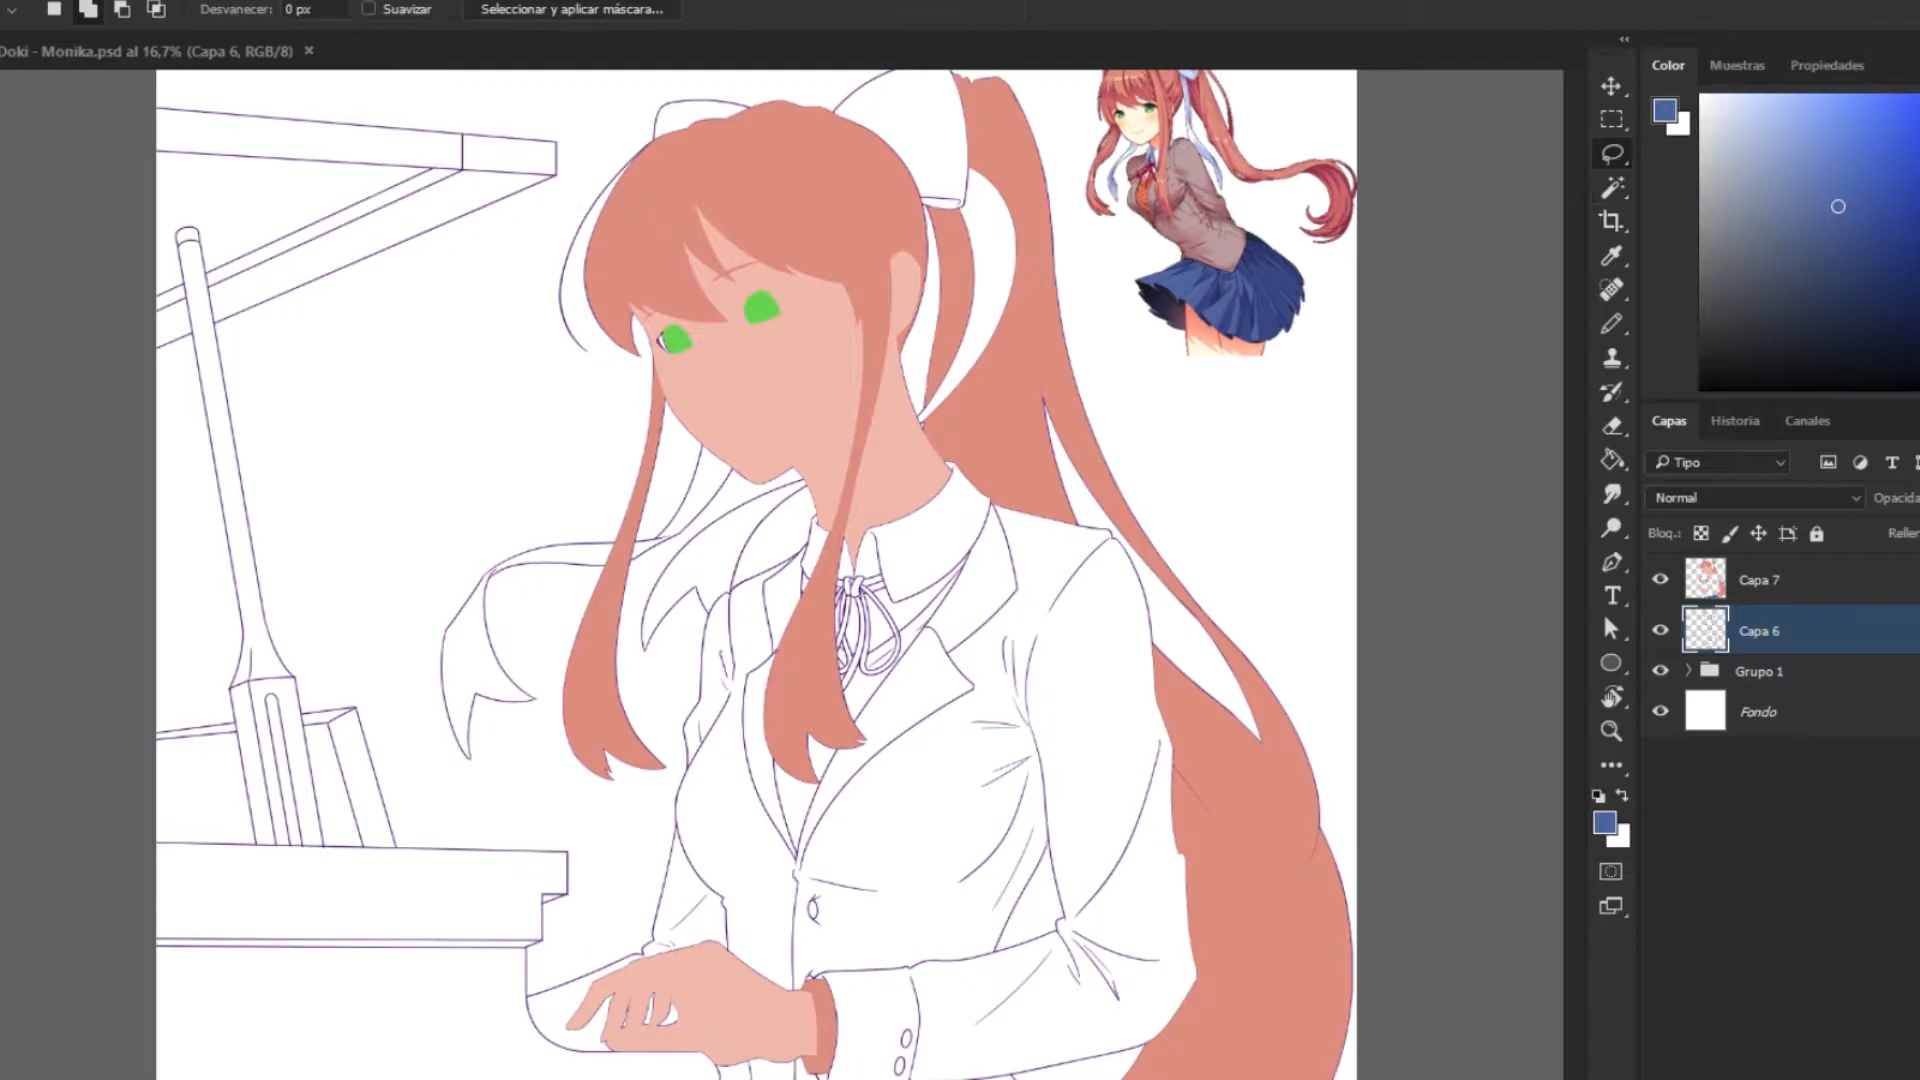 Desvanecer: 0 px Suavizar Seleccionar y aplicar máscara...
Doki - Monika.psd al 16,7% (Capa 6, RGB/8) ×
Color Muestras Propiedades
Capas Historia Canales
Tipo
Normal Opacida
Bloq.: Reller
Capa 7
Capa 6
Grupo 1
Fondo